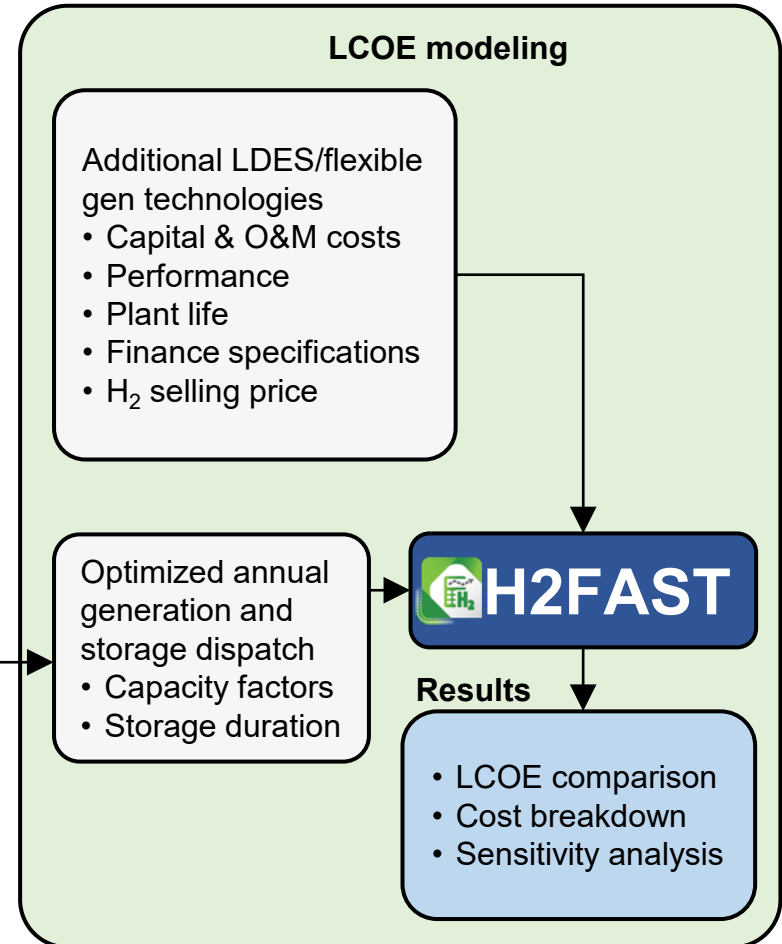 LCOE modeling
Additional LDES/flexible
gen technologies
• Capital & O&M costs
• Performance
• Plant life
• Finance specifications
• H₂ selling price
Optimized annual
generation and
storage dispatch
• Capacity factors
• Storage duration
H₂
H2FAST
Results
• LCOE comparison
• Cost breakdown
• Sensitivity analysis